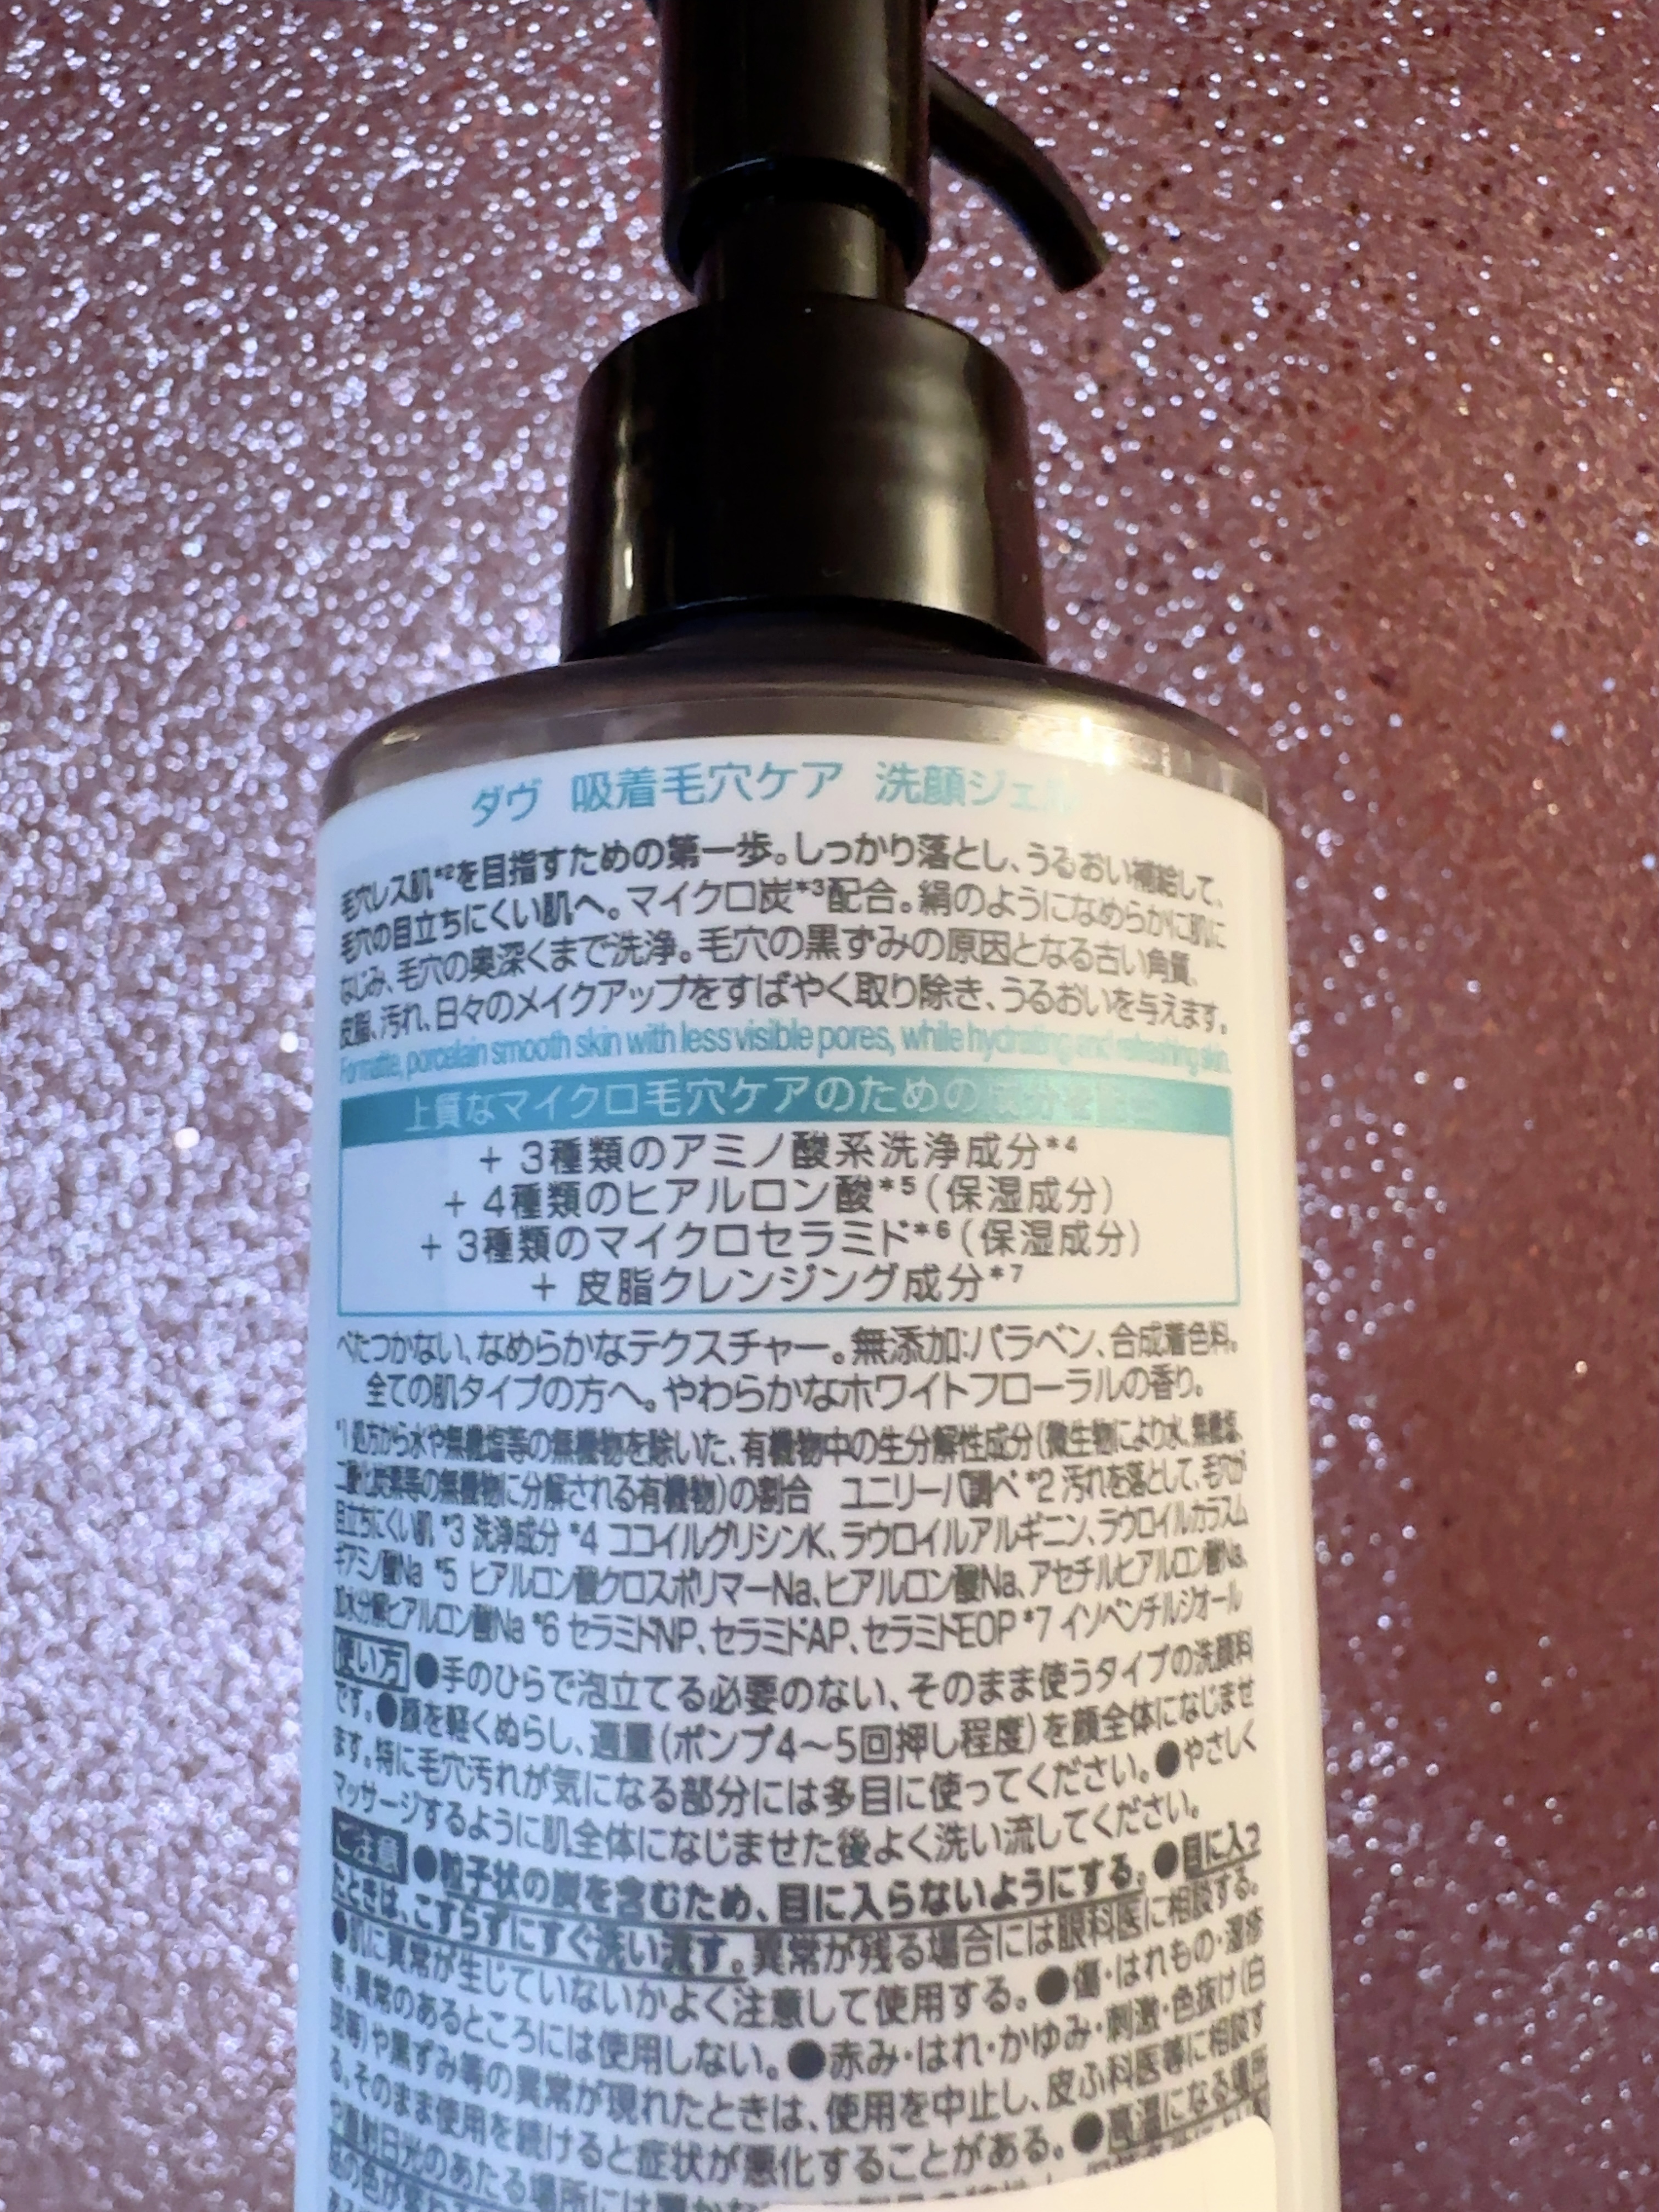 ダヴ 吸着毛穴ケア 洗顔ジェル
毛穴レス肌*2を目指すための第一歩。しっかり落とし、うるおい補給して、
毛穴の目立ちにくい肌へ。マイクロ炭*3配合。絹のようになめらかに肌に
なじみ、毛穴の奥深くまで洗浄。毛穴の黒ずみの原因となる古い角質、
皮脂、汚れ、日々のメイクアップをすばやく取り除き、うるおいを与えます。
For matte, porcelain smooth skin with less visible pores, while hydrating and refreshing skin.
上質なマイクロ毛穴ケアのための成分を配合
+ 3種類のアミノ酸系洗浄成分*4
+ 4種類のヒアルロン酸*5(保湿成分)
+ 3種類のマイクロセラミド*6(保湿成分)
+ 皮脂クレンジング成分*7
べたつかない、なめらかなテクスチャー。無添加:パラベン、合成着色料。
全ての肌タイプの方へ。やわらかなホワイトフローラルの香り。
*1 処方から水や無機塩等の無機物を除いた、有機物中の生分解性成分(微生物により水、無機塩、
二酸化炭素等の無機物に分解される有機物)の割合 ユニリーバ調べ *2 汚れを落として、毛穴が
目立ちにくい肌 *3 洗浄成分 *4 ココイルグリシンK、ラウロイルアルギニン、ラウロイルカラスム
ギアミノ酸Na *5 ヒアルロン酸クロスポリマーNa、ヒアルロン酸Na、アセチルヒアルロン酸Na、
加水分解ヒアルロン酸Na *6 セラミドNP、セラミドAP、セラミドEOP *7 イソペンチルジオール
使い方 ●手のひらで泡立てる必要のない、そのまま使うタイプの洗顔料
です。●顔を軽くぬらし、適量(ポンプ4〜5回押し程度)を顔全体になじませ
ます。特に毛穴汚れが気になる部分には多目に使ってください。●やさしく
マッサージするように肌全体になじませた後よく洗い流してください。
ご注意 ●粒子状の炭を含むため、目に入らないようにする。●目に入っ
たときは、こすらずにすぐ洗い流す。異常が残る場合には眼科医に相談する。
●肌に異常が生じていないかよく注意して使用する。●傷・はれもの・湿疹
等、異常のあるところには使用しない。●赤み・はれ・かゆみ・刺激・色抜け(白
斑等)や黒ずみ等の異常が現れたときは、使用を中止し、皮ふ科医等に相談す
る。そのまま使用を続けると症状が悪化することがある。●高温になる場所
や直射日光のあたる場所には置かな